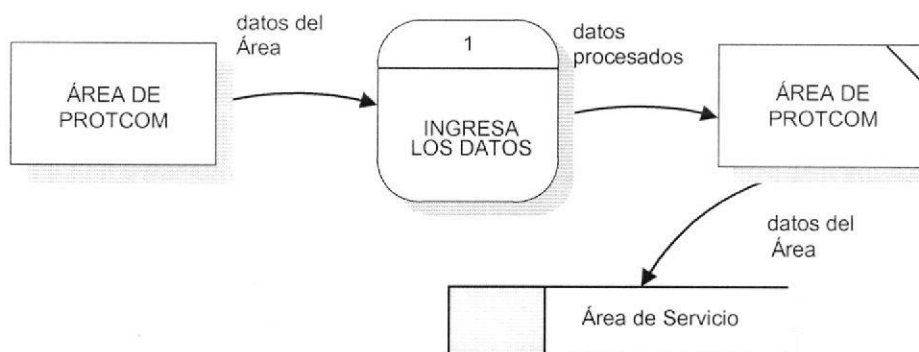 datos del
Área
ÁREA DE
PROTCOM
1
INGRESA
LOS DATOS
datos
procesados
ÁREA DE
PROTCOM
datos del
Área
Área de Servicio